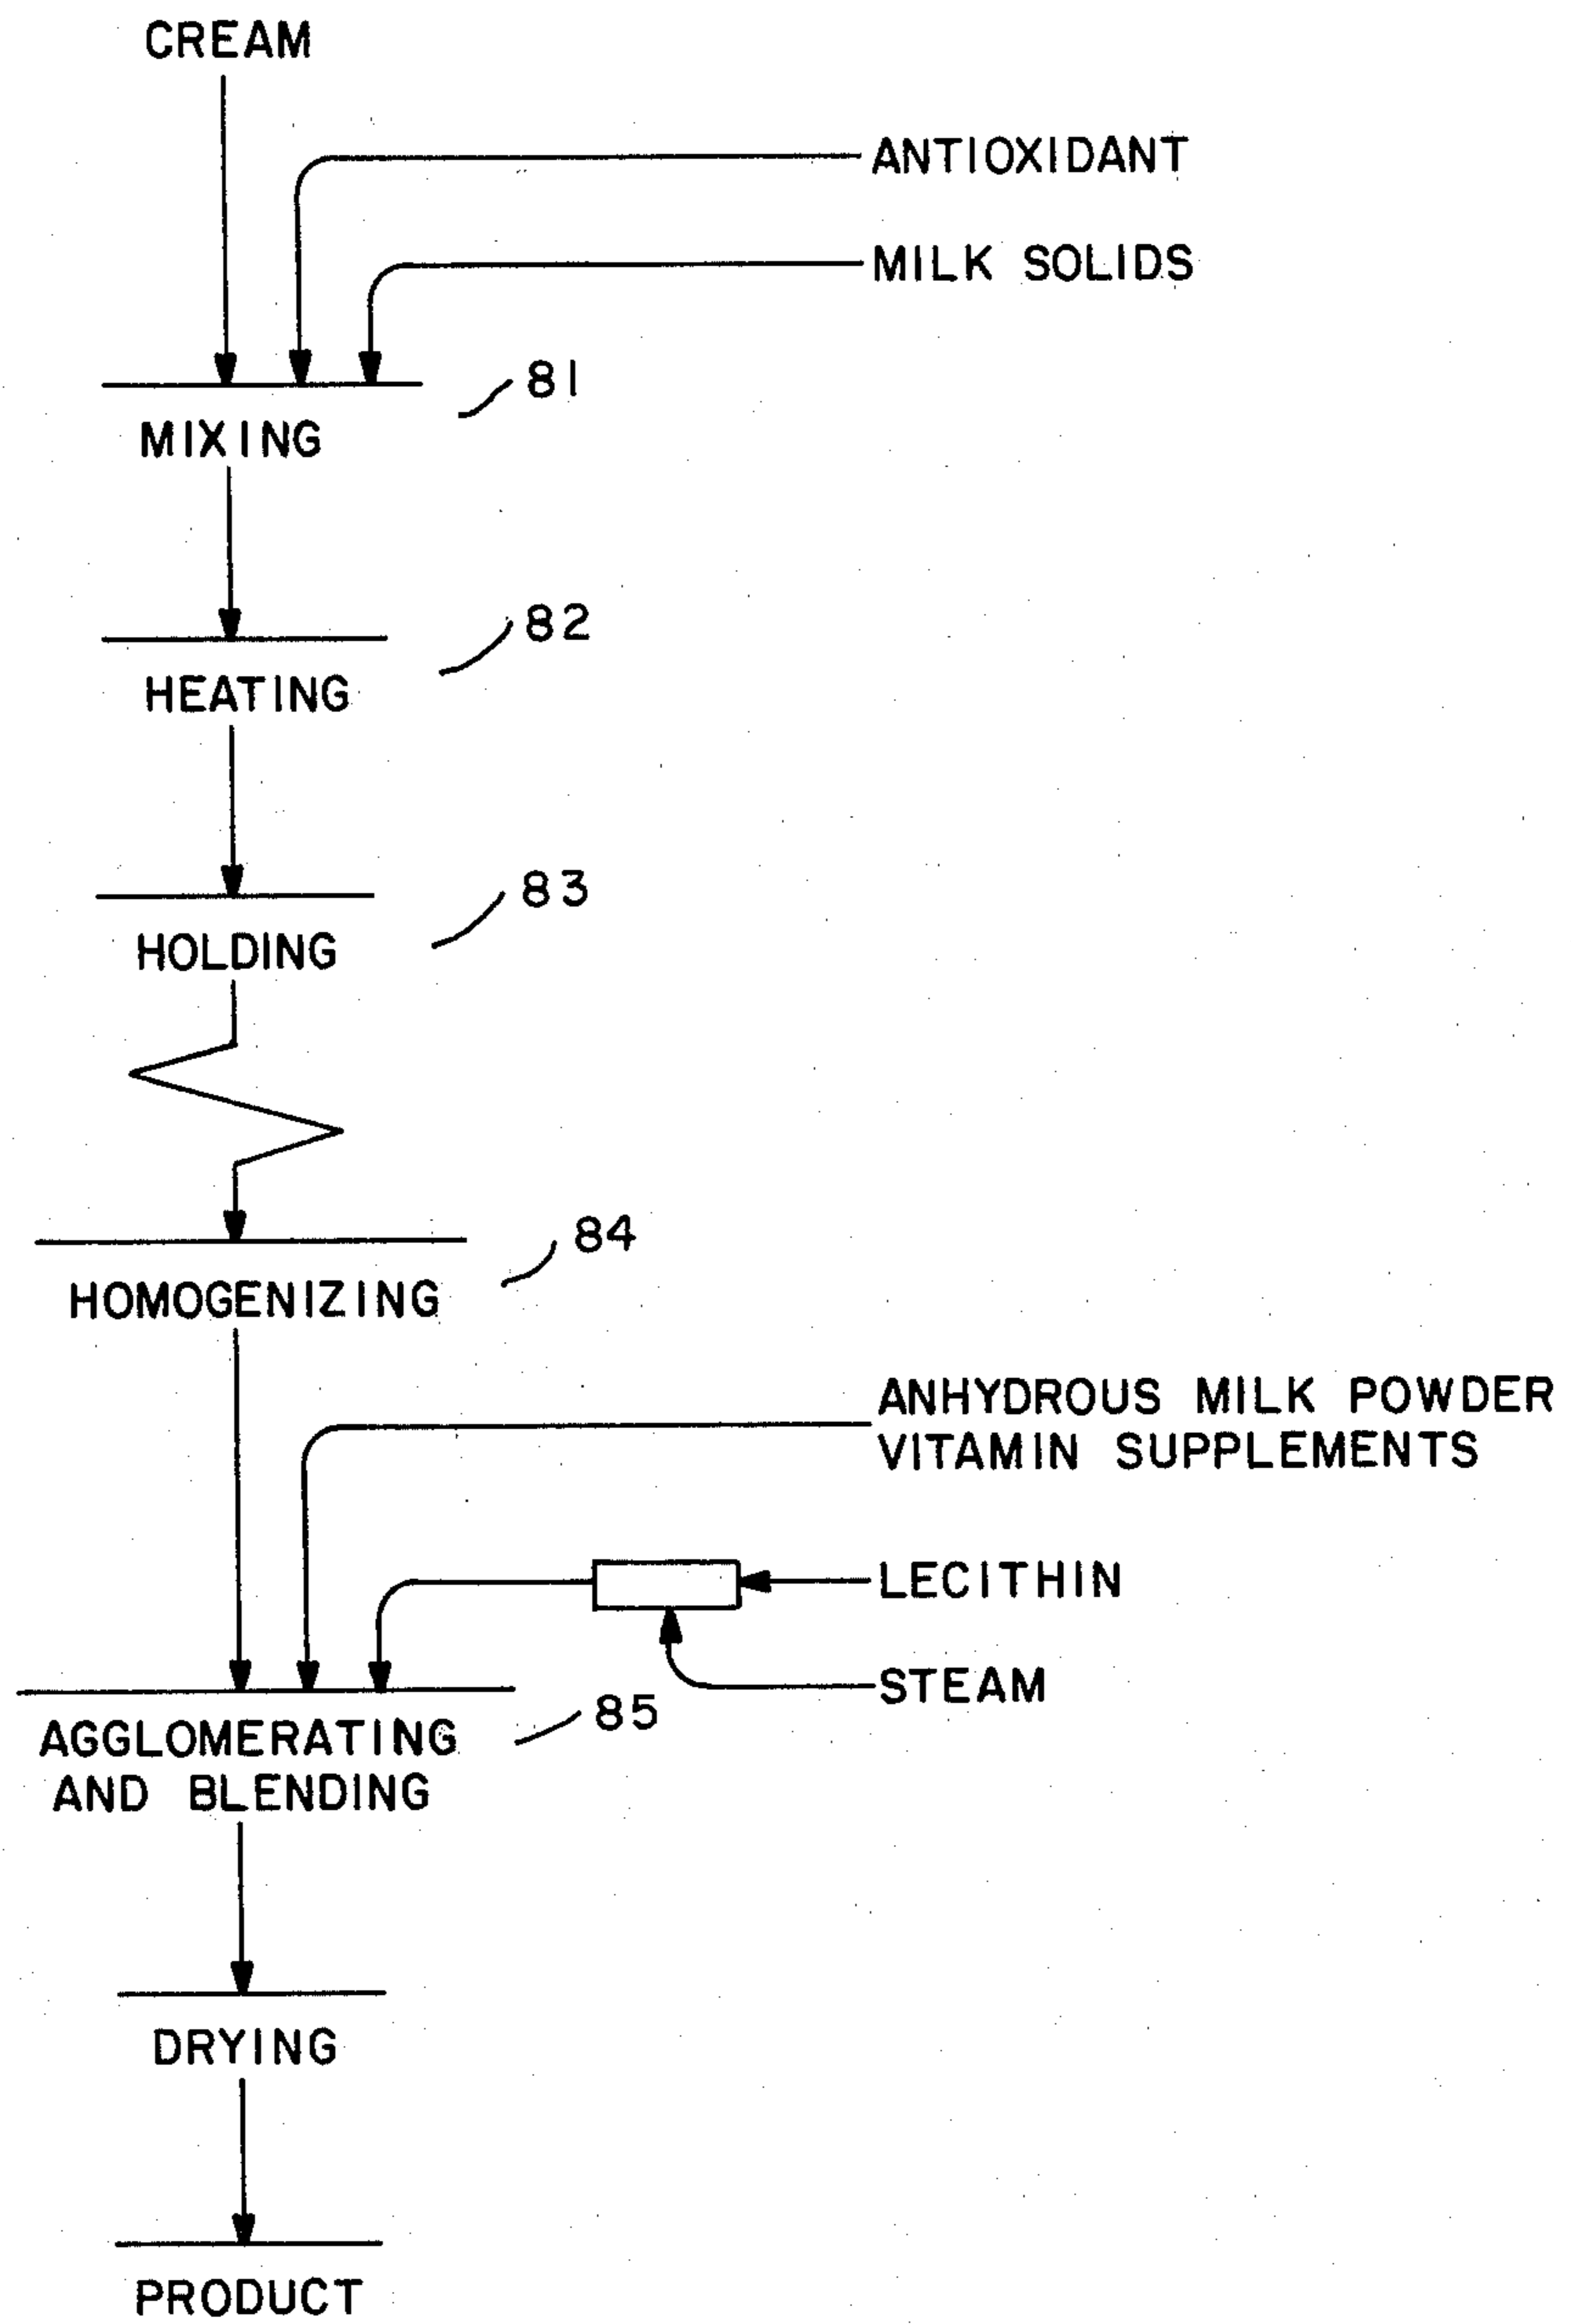 CREAM
ANTIOXIDANT
MILK SOLIDS
81
MIXING
82
HEATING
83
HOLDING
84
HOMOGENIZING
ANHYDROUS MILK POWDER
VITAMIN SUPPLEMENTS
LECITHIN
STEAM
85
AGGLOMERATING
AND BLENDING
DRYING
PRODUCT